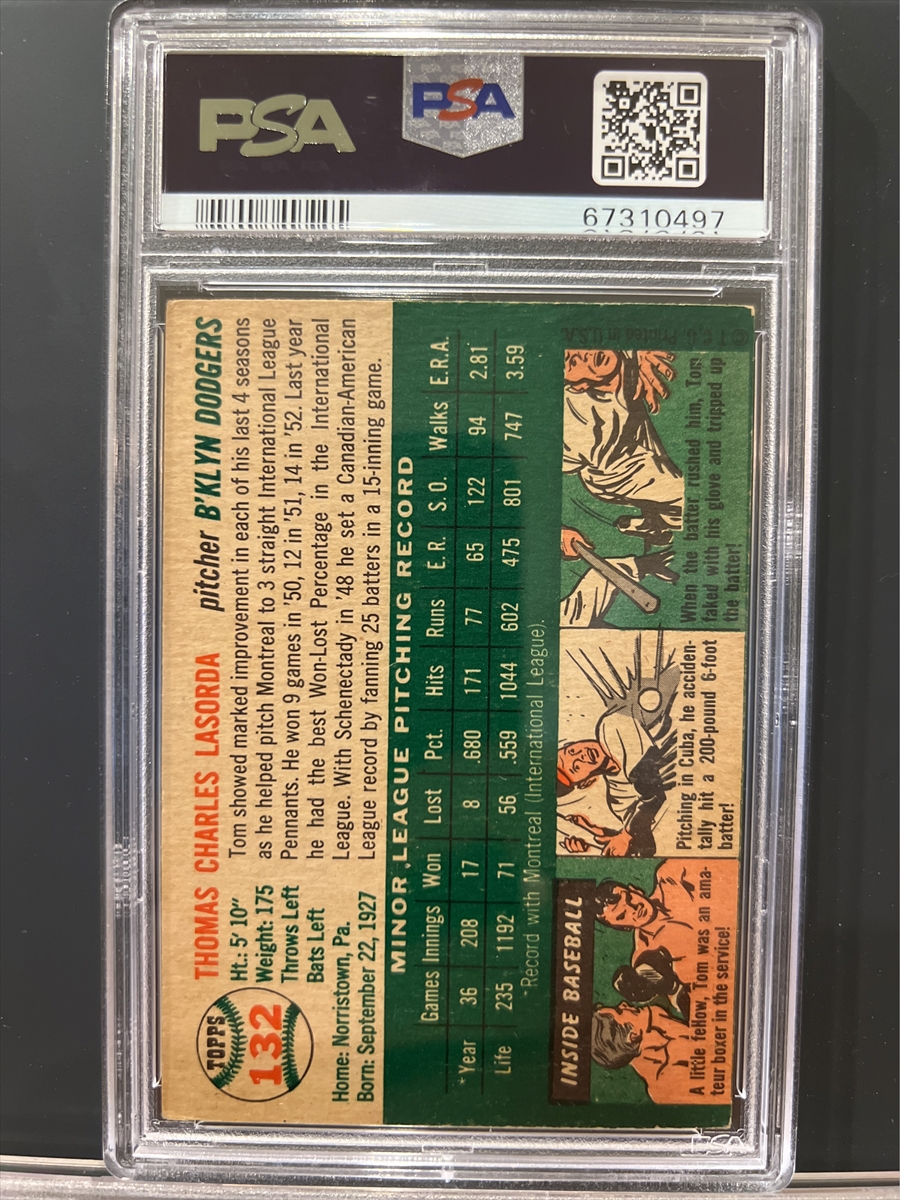 PSA
PSA
67310497
TOPPS
132
THOMAS CHARLES LASORDA
pitcher B'KLYN DODGERS
Ht.: 5' 10"
Weight: 175
Throws Left
Bats Left
Home: Norristown, Pa.
Born: September 22, 1927
Tom showed marked improvement in each of his last 4 seasons
as he helped pitch Montreal to 3 straight International League
Pennants. He won 9 games in '50, 12 in '51, 14 in '52. Last year
he had the best Won-Lost Percentage in the International
League. With Schenectady in '48 he set a Canadian-American
League record by fanning 25 batters in a 15-inning game.
MINOR LEAGUE PITCHING RECORD
Games Innings Won Lost Pct. Hits Runs E.R. S.O. Walks E.R.A.
*Year 36 208 17 8 .680 171 77 65 122 94 2.81
Life 235 1192 71 56 .559 1044 602 475 801 747 3.59
*Record with Montreal (International League).
INSIDE BASEBALL
A little fellow, Tom was an ama-
teur boxer in the service!
Pitching in Cuba, he acciden-
tally hit a 200-pound 6-foot
batter!
When the batter rushed him, Tom
faked with his glove and tripped up
the batter!
© T.C.G. Printed in U.S.A.